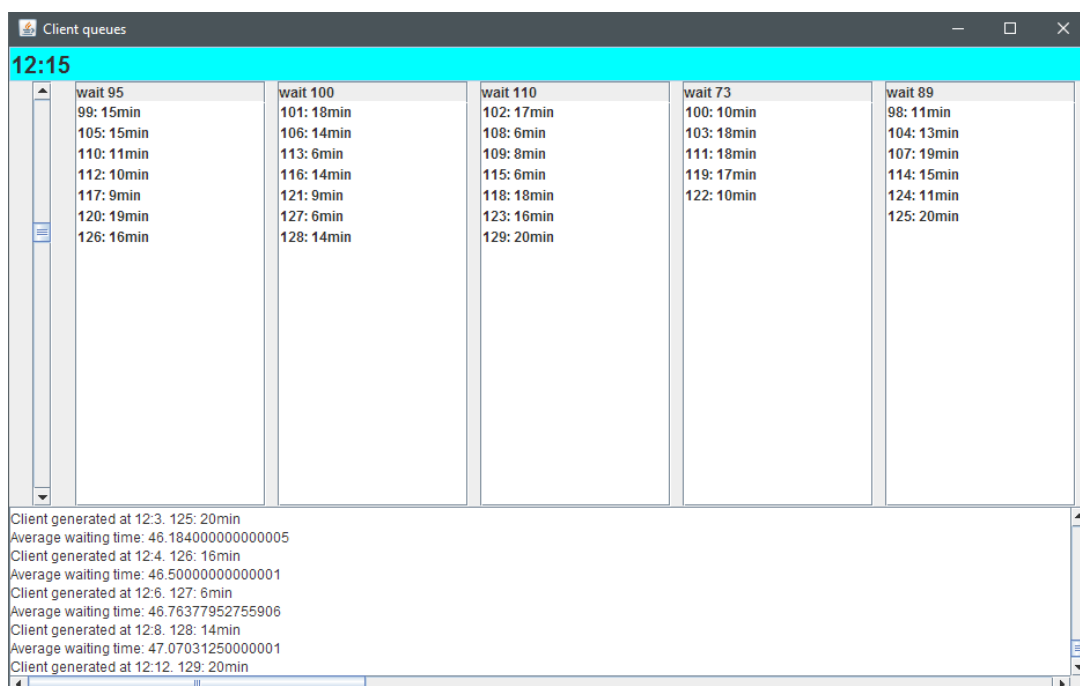 Client queues
12:15
wait 95
99: 15min
105: 15min
110: 11min
112: 10min
117: 9min
120: 19min
126: 16min
wait 100
101: 18min
106: 14min
113: 6min
116: 14min
121: 9min
127: 6min
128: 14min
wait 110
102: 17min
108: 6min
109: 8min
115: 6min
118: 18min
123: 16min
129: 20min
wait 73
100: 10min
103: 18min
111: 18min
119: 17min
122: 10min
wait 89
98: 11min
104: 13min
107: 19min
114: 15min
124: 11min
125: 20min
Client generated at 12:3. 125: 20min
Average waiting time: 46.184000000000005
Client generated at 12:4. 126: 16min
Average waiting time: 46.50000000000001
Client generated at 12:6. 127: 6min
Average waiting time: 46.76377952755906
Client generated at 12:8. 128: 14min
Average waiting time: 47.07031250000001
Client generated at 12:12. 129: 20min